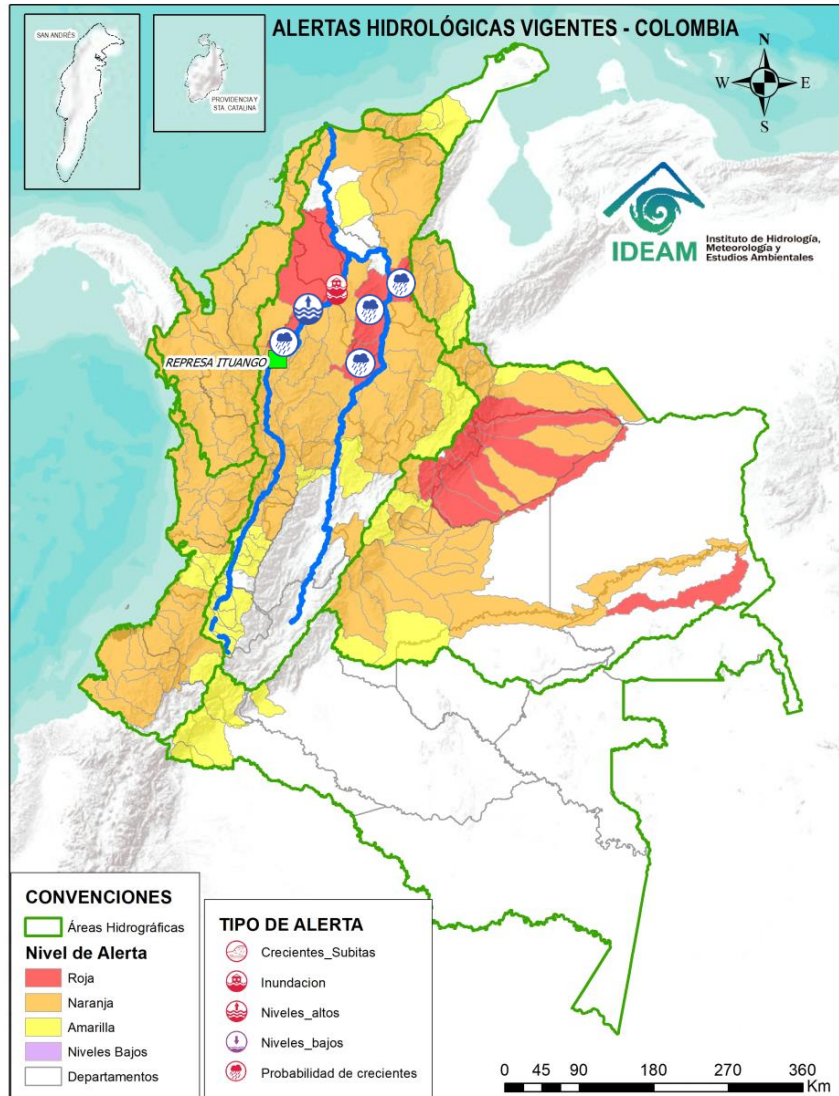 ALERTAS HIDROLÓGICAS VIGENTES - COLOMBIA
SAN ANDRÉS
PROVIDENCIA Y
STA. CATALINA
N
W
E
S
IDEAM
Instituto de Hidrología,
Meteorología y
Estudios Ambientales
REPRESA ITUANGO
CONVENCIONES
Áreas Hidrográficas
Nivel de Alerta
Roja
Naranja
Amarilla
Niveles Bajos
Departamentos
TIPO DE ALERTA
Crecientes_Subitas
Inundacion
Niveles_altos
Niveles_bajos
Probabilidad de crecientes
0 45 90 180 270 360
Km